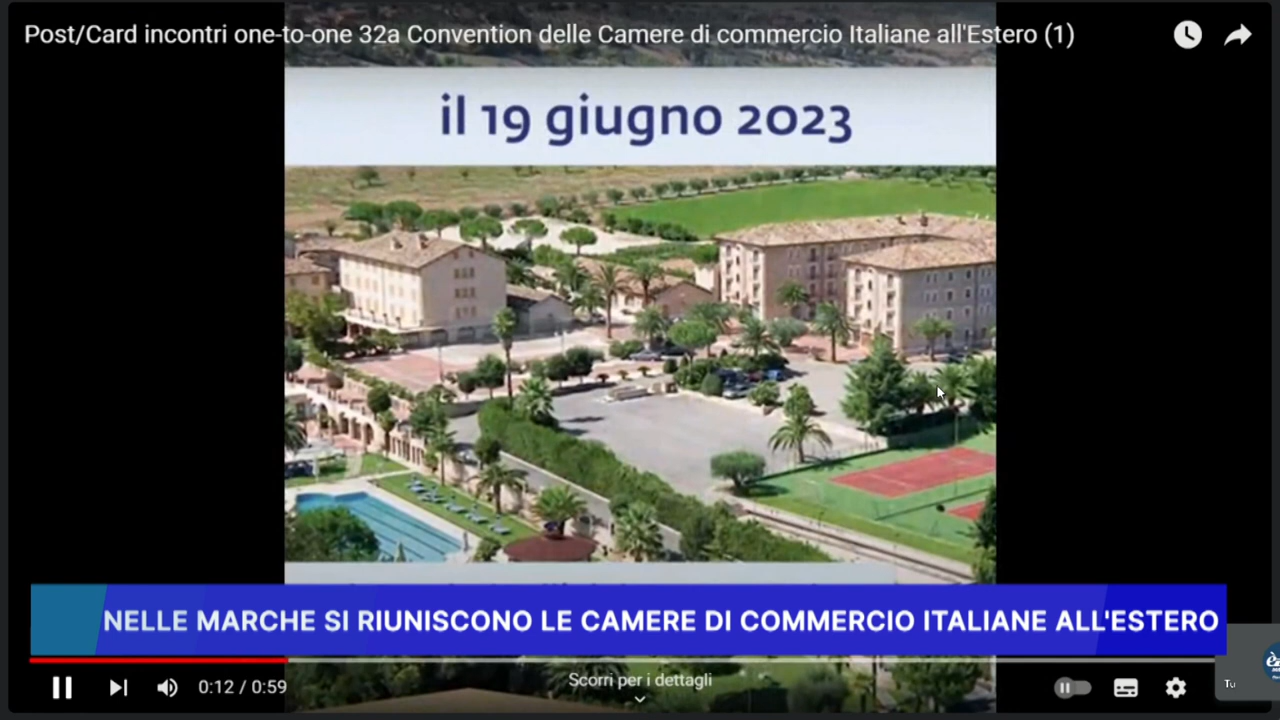 Post/Card incontri one-to-one 32a Convention delle Camere di commercio Italiane all'Estero (1)
il 19 giugno 2023
NELLE MARCHE SI RIUNISCONO LE CAMERE DI COMMERCIO ITALIANE ALL'ESTERO
0:12 / 0:59
Scorri per i dettagli
Tu